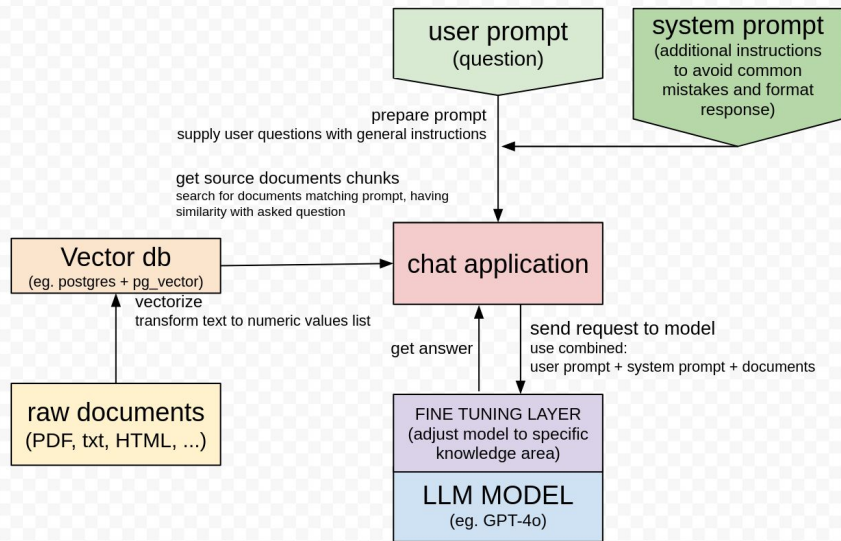 user prompt
(question)
system prompt
(additional instructions
to avoid common
mistakes and format
response)
prepare prompt
supply user questions with general instructions
get source documents chunks
search for documents matching prompt, having
similarity with asked question
Vector db
(eg. postgres + pg_vector)
chat application
vectorize
transform text to numeric values list
get answer
send request to model
use combined:
user prompt + system prompt + documents
raw documents
(PDF, txt, HTML, ...)
FINE TUNING LAYER
(adjust model to specific
knowledge area)
LLM MODEL
(eg. GPT-4o)